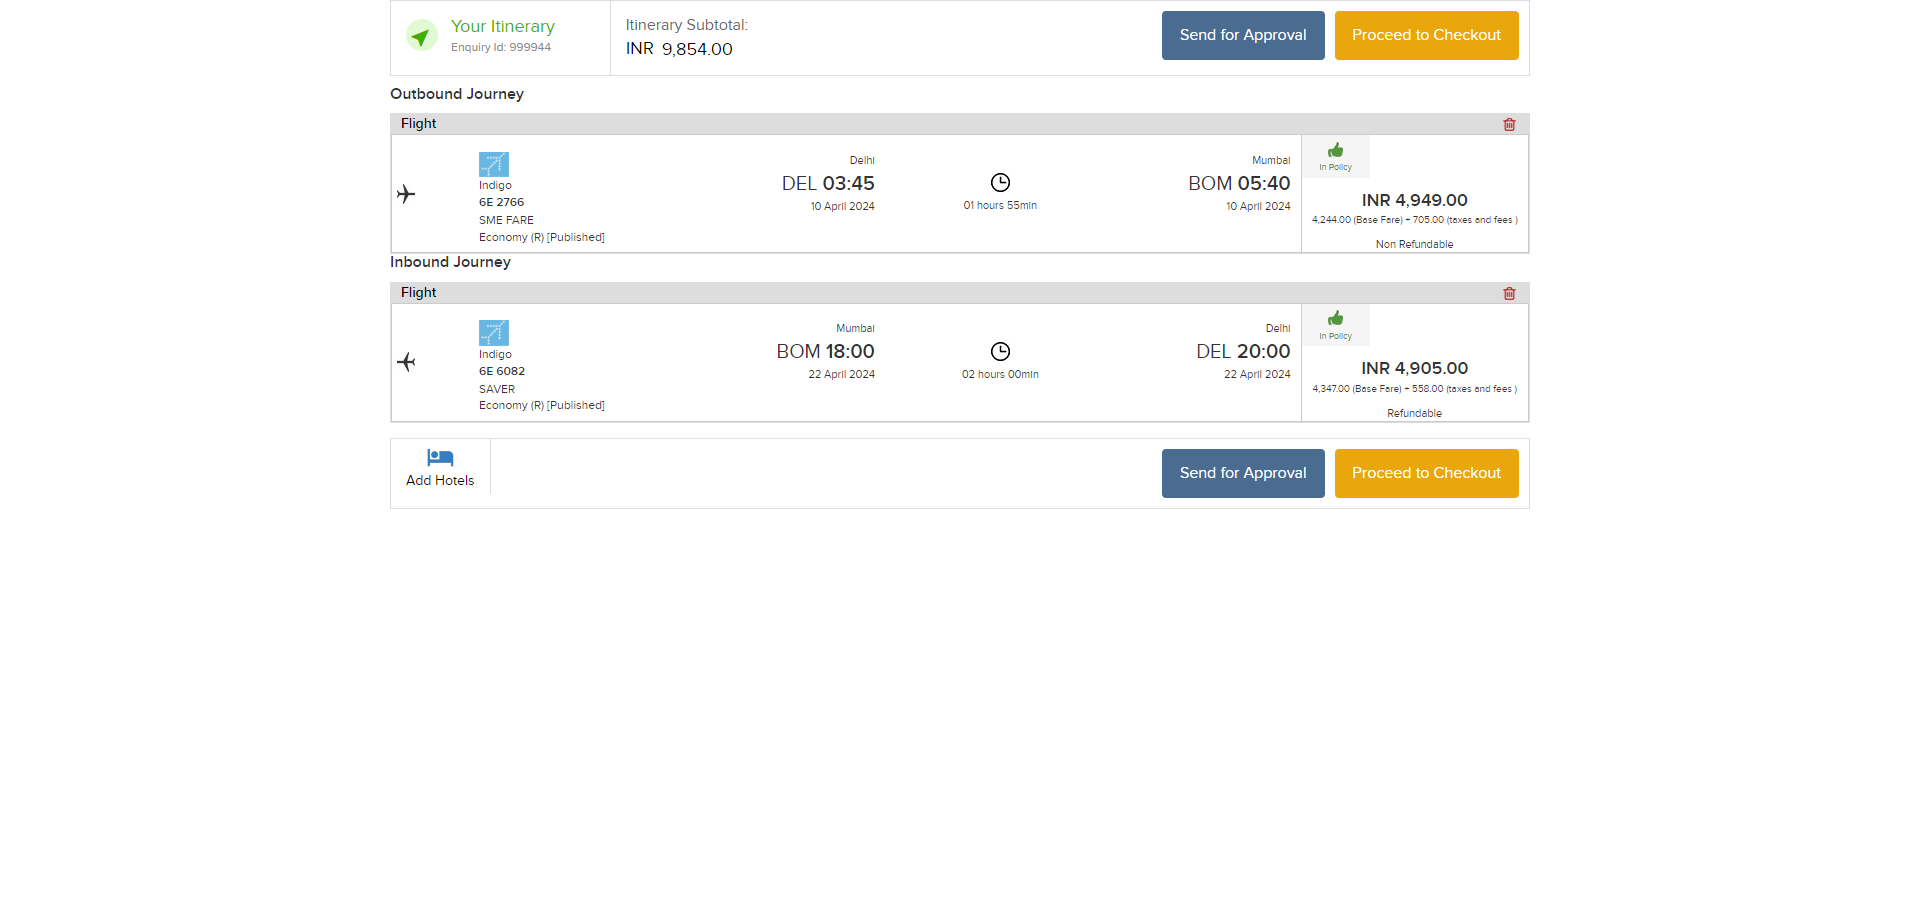 Your Itinerary
Enquiry Id: 999944
Itinerary Subtotal:
INR 9,854.00
Send for Approval
Proceed to Checkout
Outbound Journey
Flight
Indigo
6E 2766
SME FARE
Economy (R) [Published]
Delhi
DEL 03:45
10 April 2024
01 hours 55min
Mumbai
BOM 05:40
10 April 2024
In Policy
INR 4,949.00
4,244.00 (Base Fare) + 705.00 (taxes and fees )
Non Refundable
Inbound Journey
Flight
Indigo
6E 6082
SAVER
Economy (R) [Published]
Mumbai
BOM 18:00
22 April 2024
02 hours 00min
Delhi
DEL 20:00
22 April 2024
In Policy
INR 4,905.00
4,347.00 (Base Fare) + 558.00 (taxes and fees )
Refundable
Add Hotels
Send for Approval
Proceed to Checkout